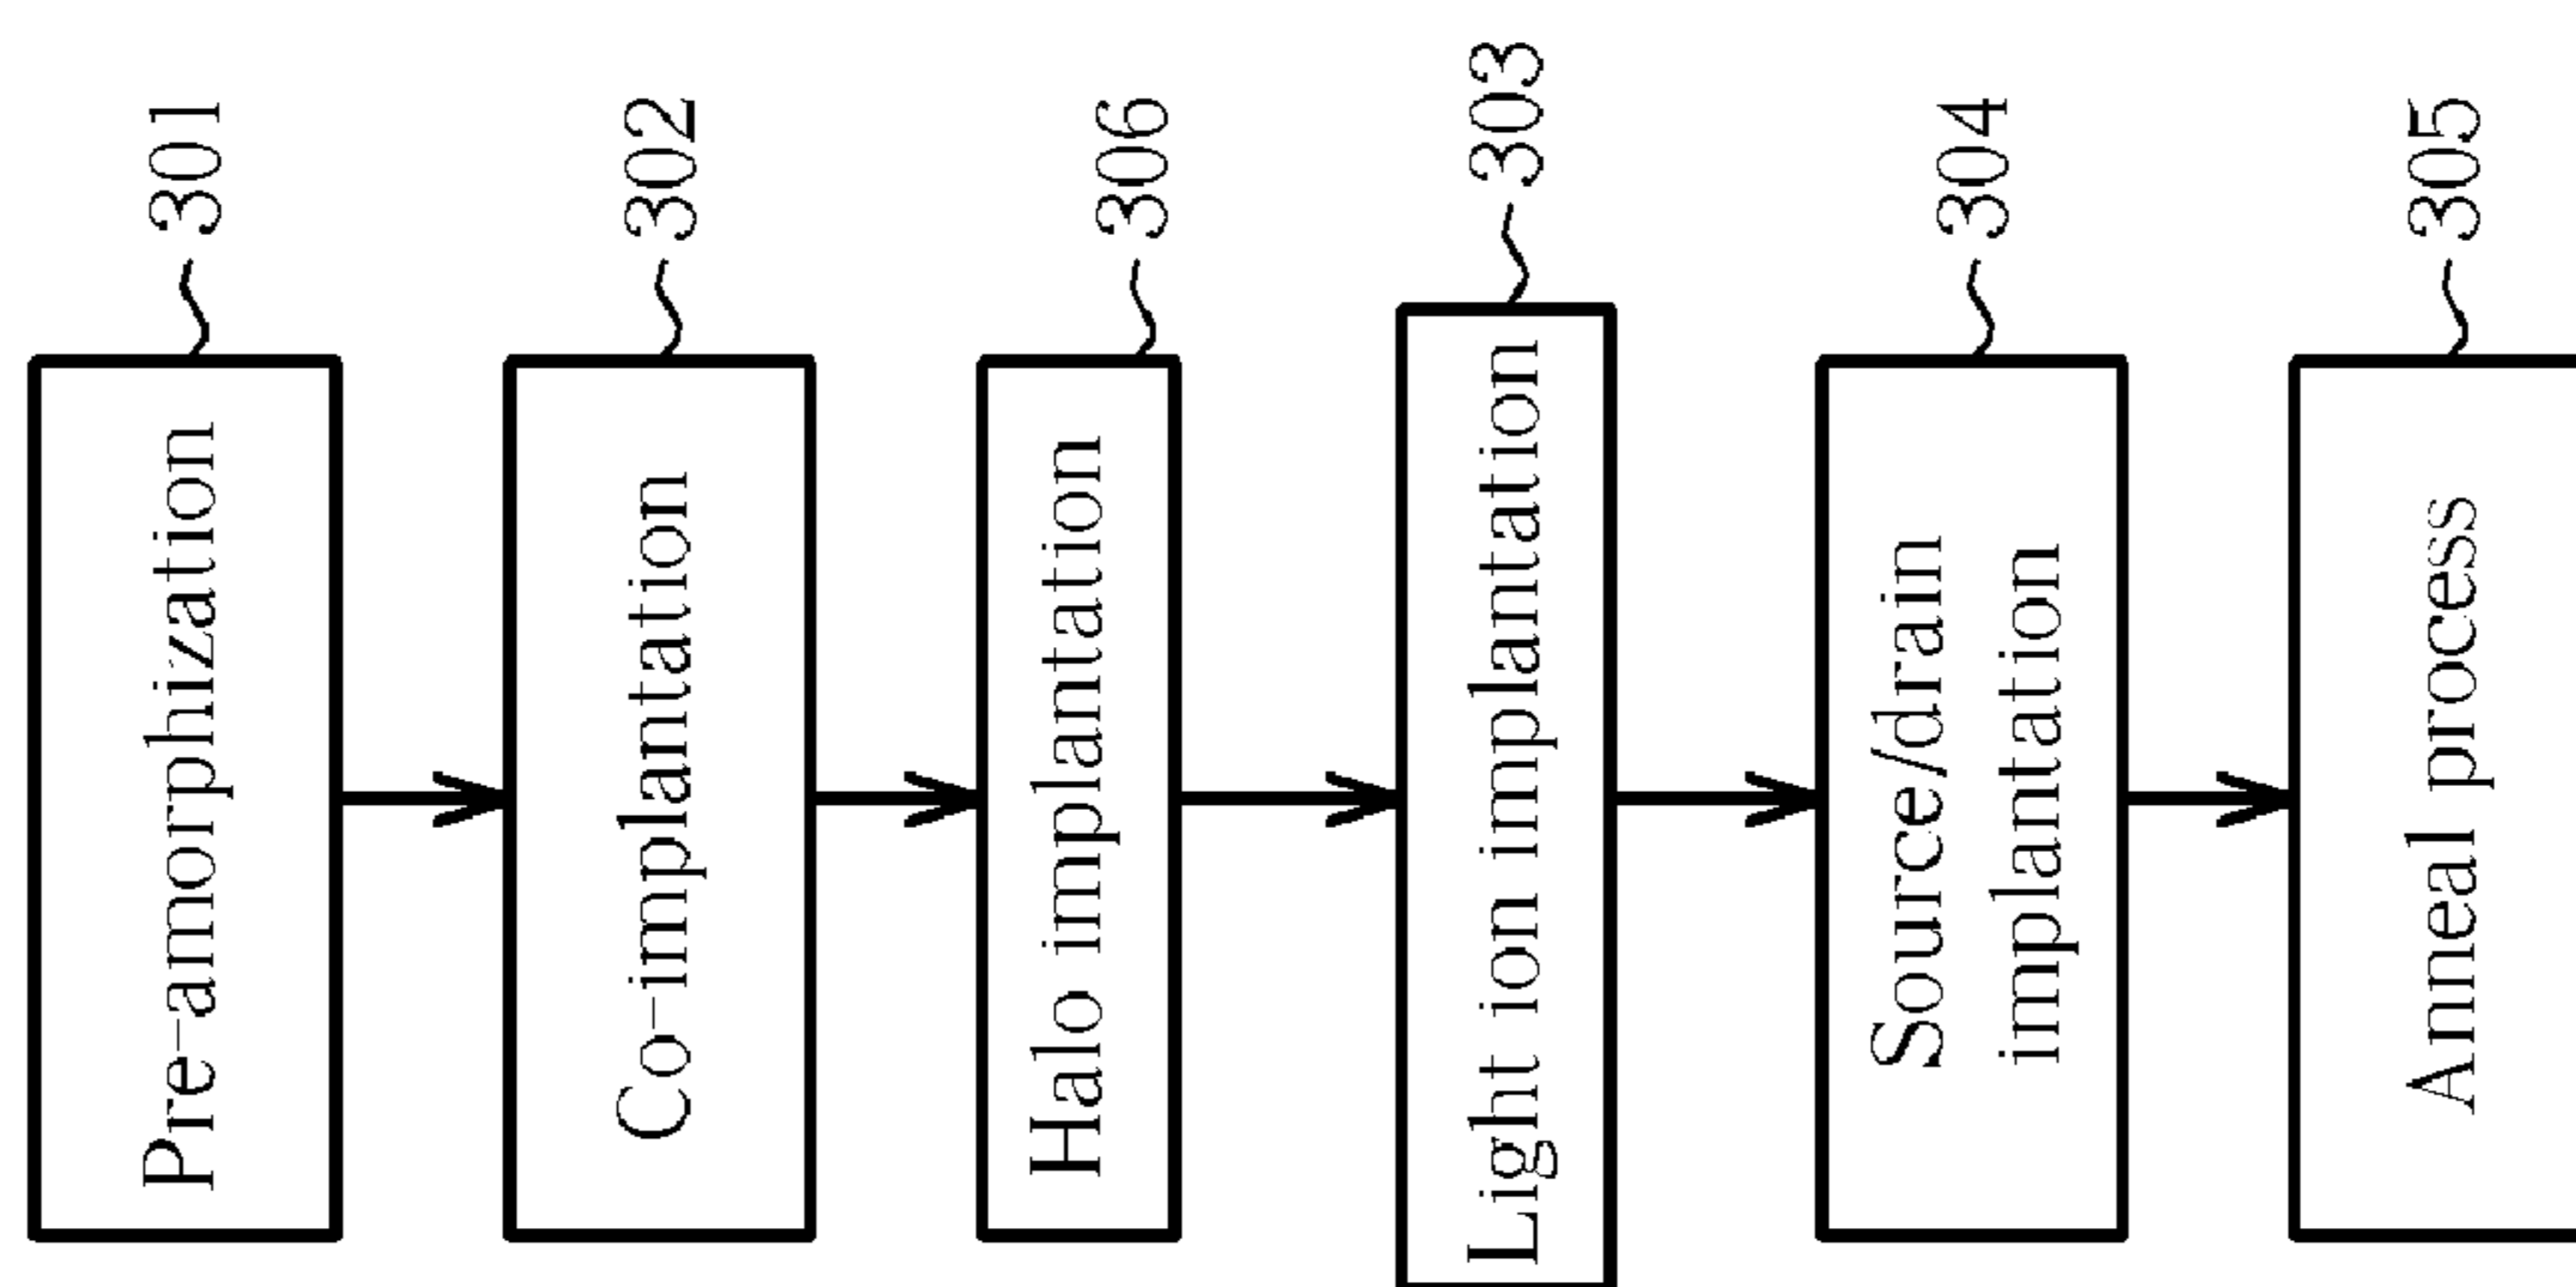 Pre-amorphization
301
Co-implantation
302
Halo implantation
306
Light ion implantation
303
Source/drain
implantation
304
Anneal process
305